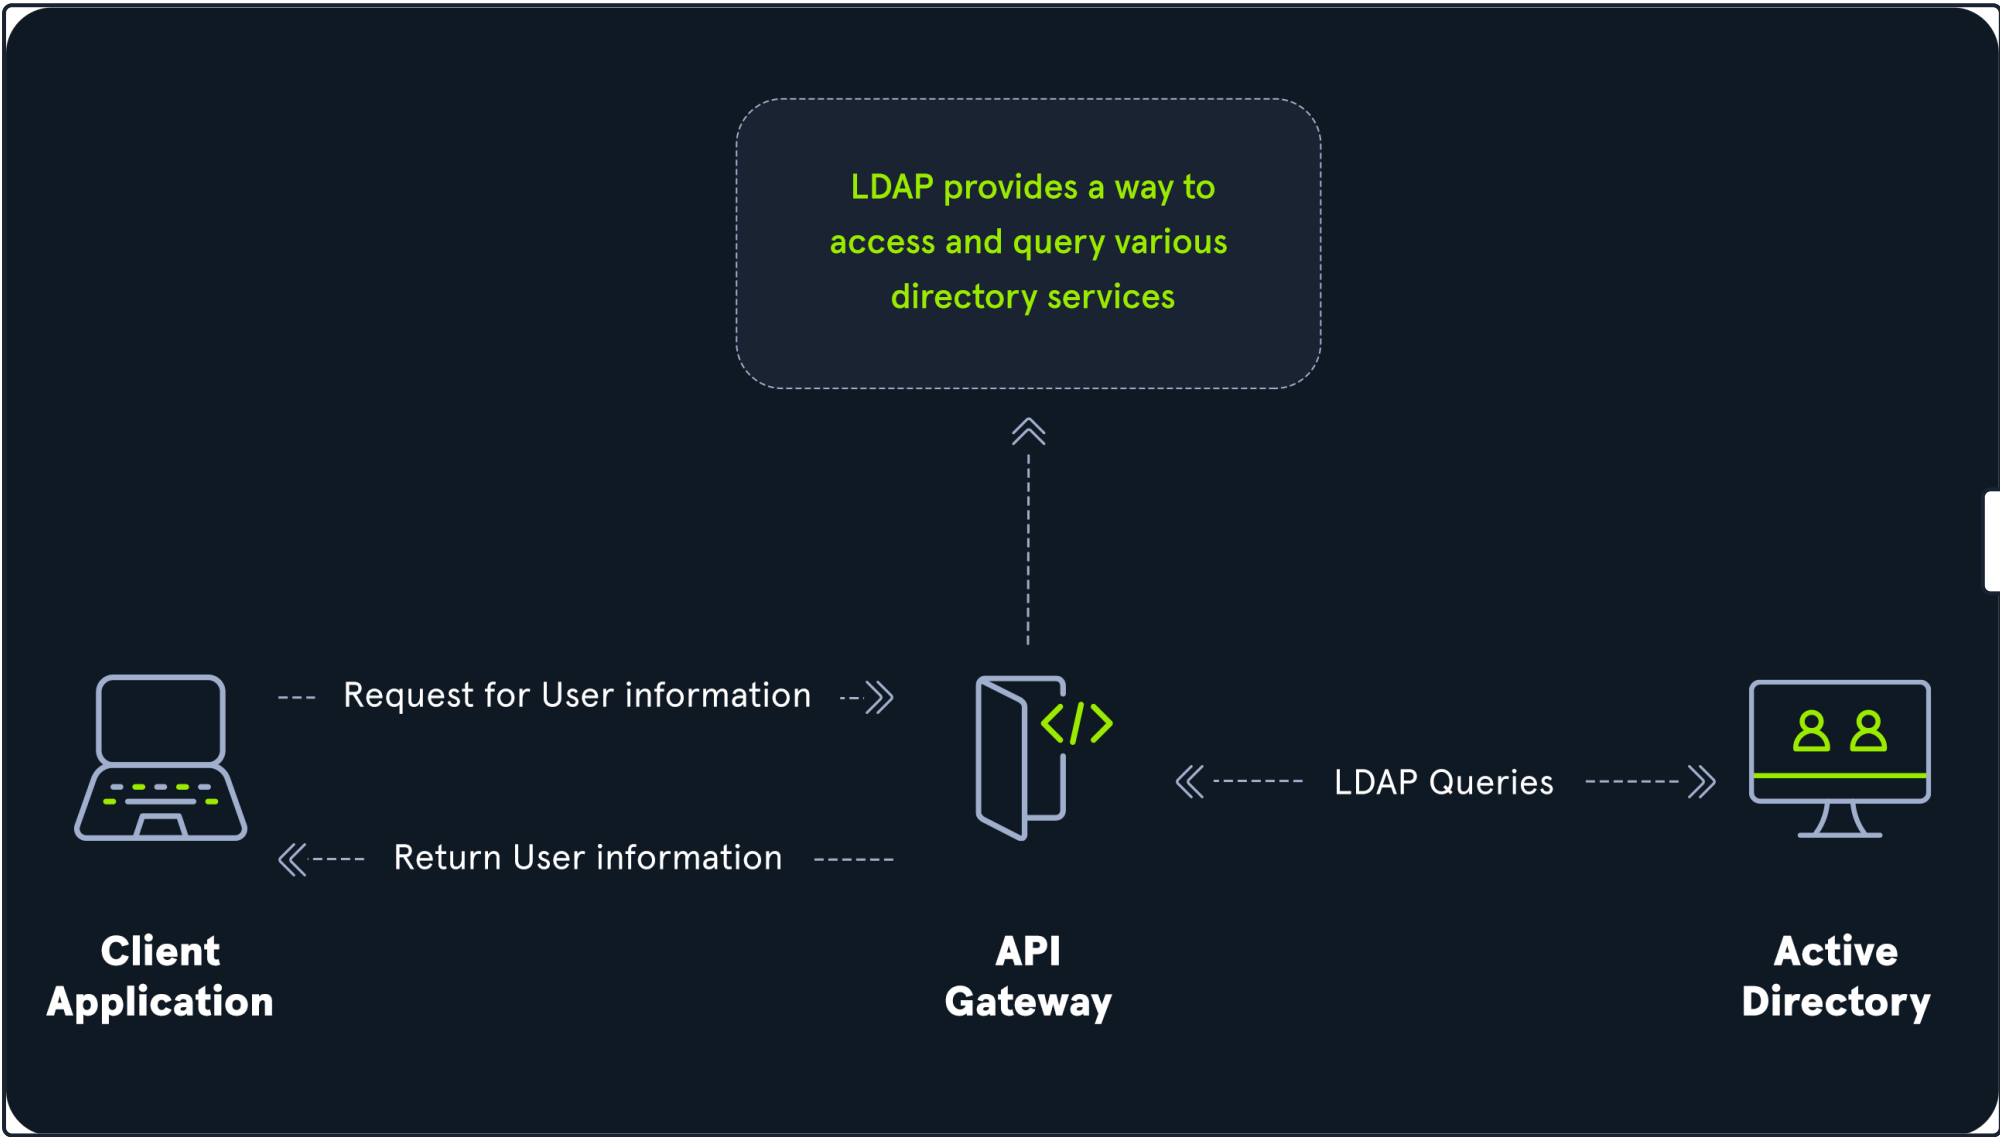 LDAP provides a way to
access and query various
directory services
Request for User information
LDAP Queries
Return User information
Client
Application
API
Gateway
Active
Directory